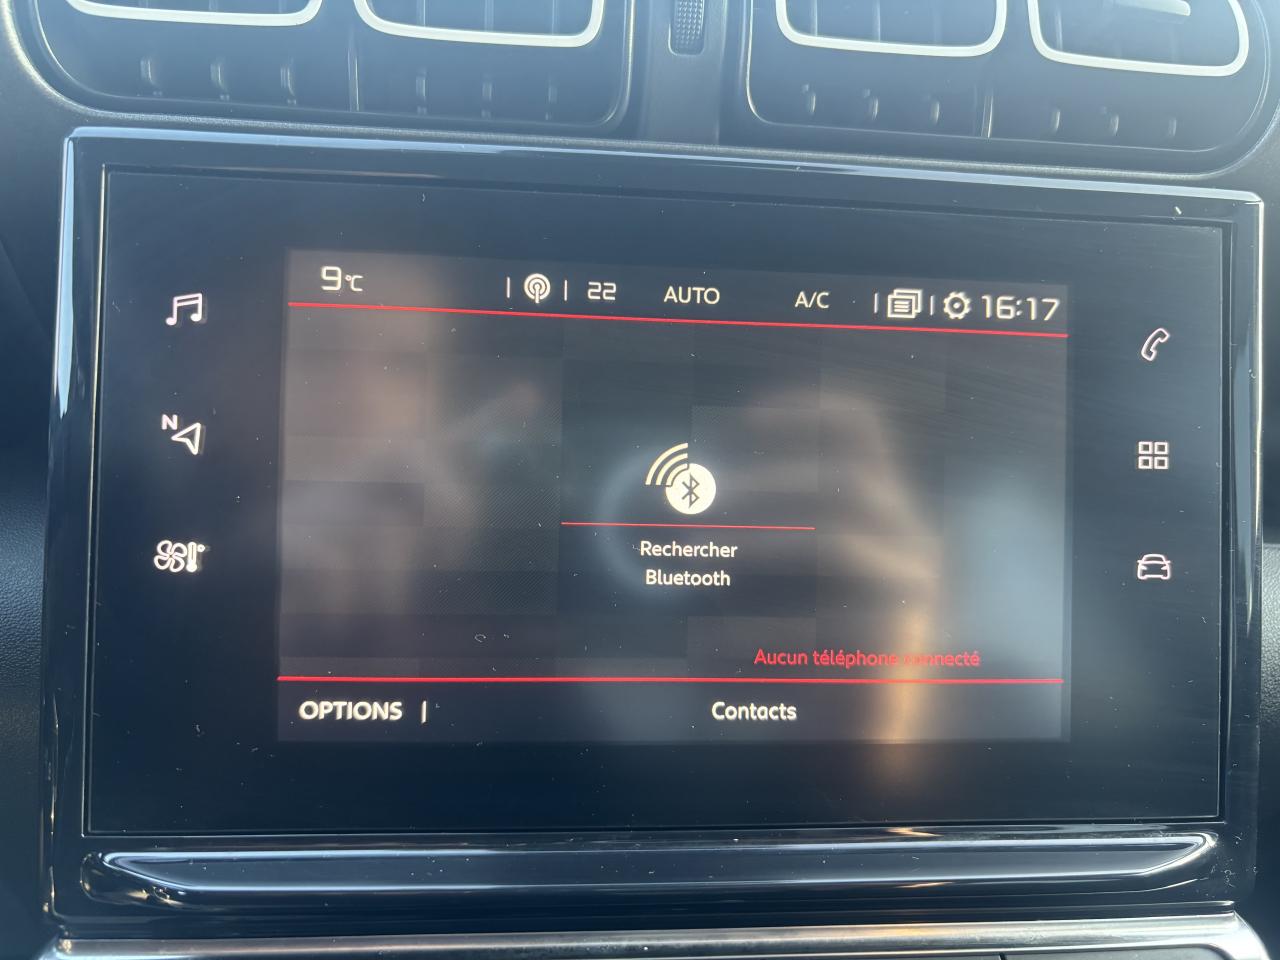 9°C 22 AUTO A/C 16:17
N
Rechercher
Bluetooth
Aucun téléphone connecté
OPTIONS Contacts